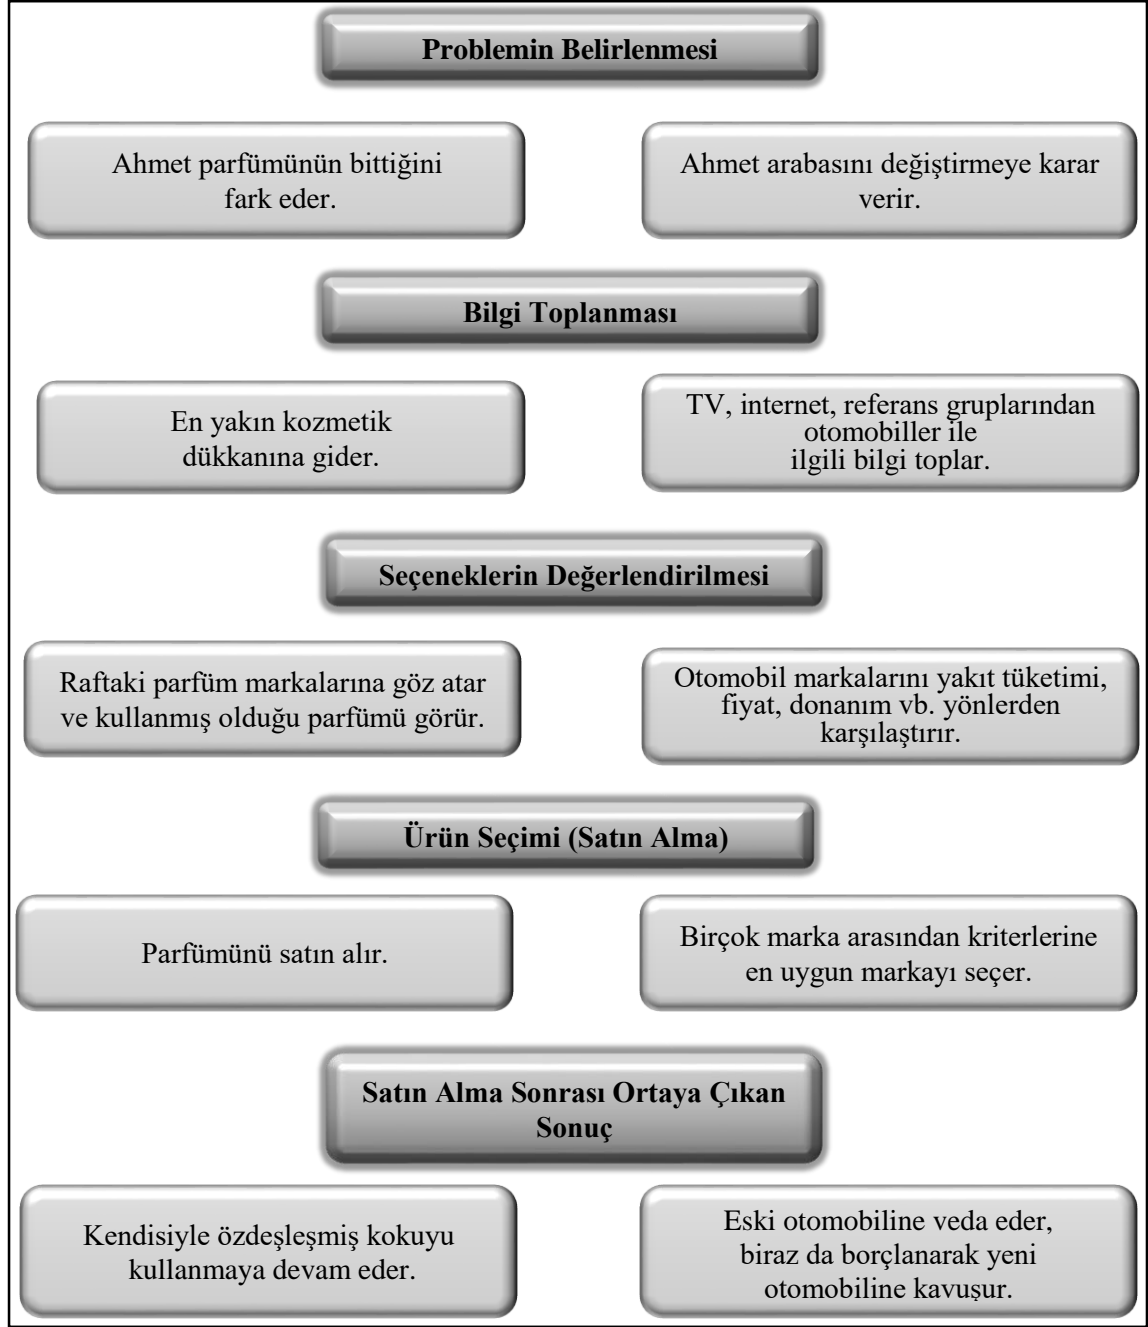 Problemin Belirlenmesi
Ahmet parfümünün bittiğini
fark eder.
Ahmet arabasını değiştirmeye karar
verir.
Bilgi Toplanması
En yakın kozmetik
dükkanına gider.
TV, internet, referans gruplarından
otomobiller ile
ilgili bilgi toplar.
Seçeneklerin Değerlendirilmesi
Raftaki parfüm markalarına göz atar
ve kullanmış olduğu parfümü görür.
Otomobil markalarını yakıt tüketimi,
fiyat, donanım vb. yönlerden
karşılaştırır.
Ürün Seçimi (Satın Alma)
Parfümünü satın alır.
Birçok marka arasından kriterlerine
en uygun markayı seçer.
Satın Alma Sonrası Ortaya Çıkan
Sonuç
Kendisiyle özdeşleşmiş kokuyu
kullanmaya devam eder.
Eski otomobiline veda eder,
biraz da borçlanarak yeni
otomobiline kavuşur.